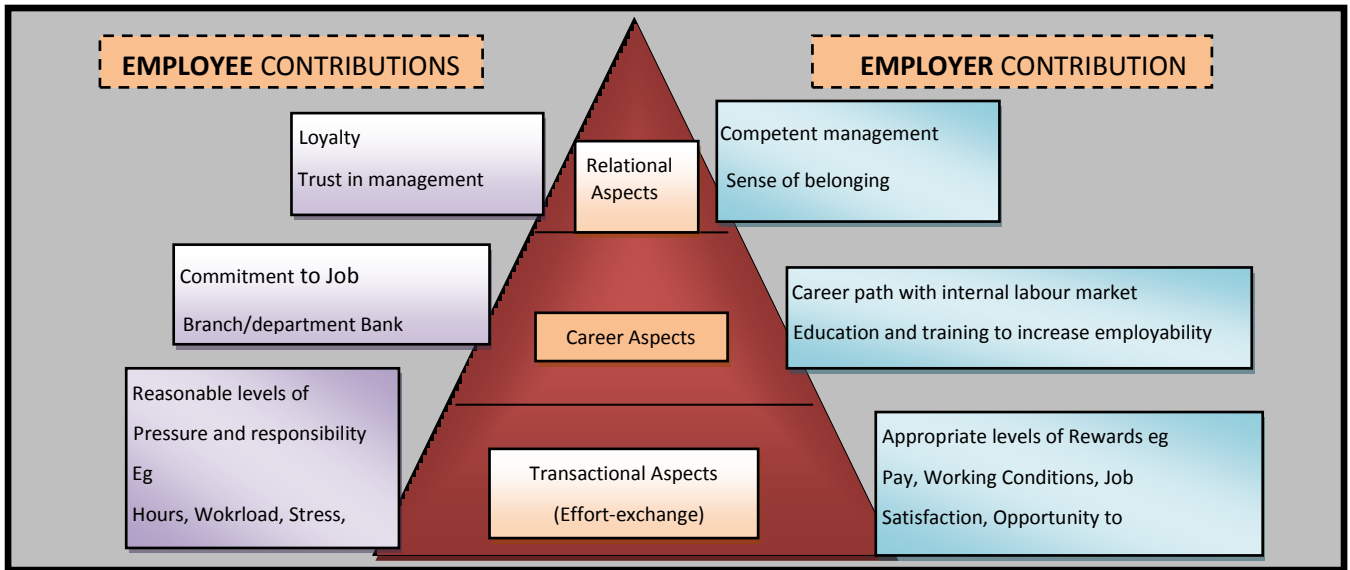 EMPLOYEE CONTRIBUTIONS
EMPLOYER CONTRIBUTION
Loyalty
Trust in management
Relational
Aspects
Competent management
Sense of belonging
Commitment to Job
Branch/department Bank
Career Aspects
Career path with internal labour market
Education and training to increase employability
Reasonable levels of
Pressure and responsibility
Eg
Hours, Wokrload, Stress,
Transactional Aspects
(Effort-exchange)
Appropriate levels of Rewards eg
Pay, Working Conditions, Job
Satisfaction, Opportunity to